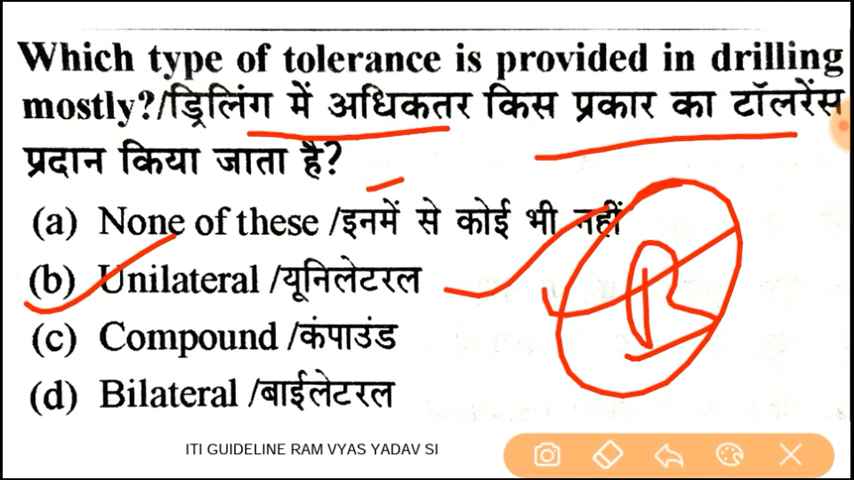 Which type of tolerance is provided in drilling
mostly?/ड्रिलिंग में अधिकतर किस प्रकार का टॉलरेंस
प्रदान किया जाता है?
(a) None of these /इनमें से कोई भी नहीं
(b) Unilateral /यूनिलेटरल
(c) Compound /कंपाउंड
(d) Bilateral /बाईलेटरल
B
ITI GUIDELINE RAM VYAS YADAV SI